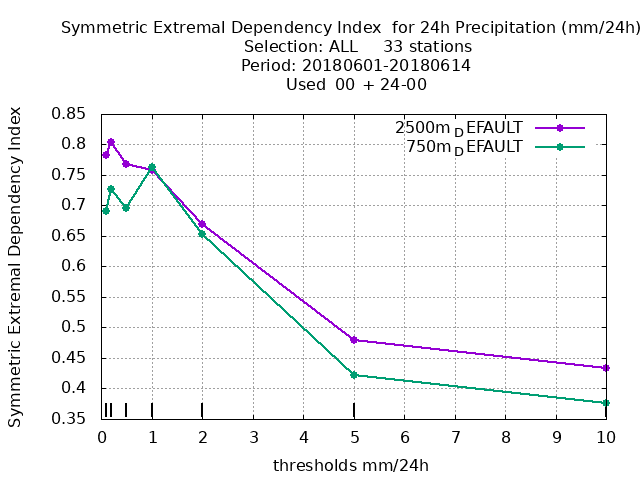 Symmetric Extremal Dependency Index  for 24h Precipitation (mm/24h)
Selection: ALL     33 stations
Period: 20180601-20180614
Used  00 + 24-00
Symmetric Extremal Dependency Index
0.85
0.8
0.75
0.7
0.65
0.6
0.55
0.5
0.45
0.4
0.35
2500m_DEFAULT
750m_DEFAULT
0 1 2 3 4 5 6 7 8 9 10
thresholds mm/24h